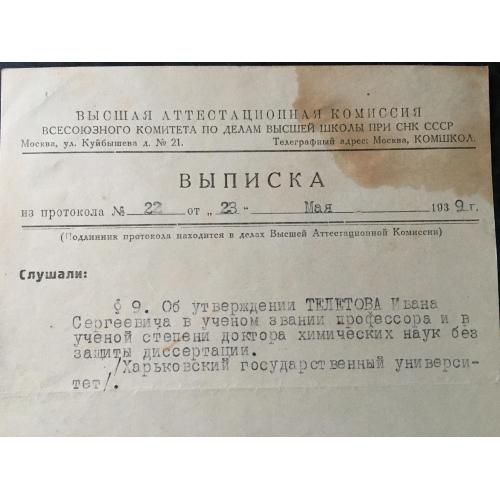 ВЫСШАЯ АТТЕСТАЦИОННАЯ КОМИССИЯ
ВСЕСОЮЗНОГО КОМИТЕТА ПО ДЕЛАМ ВЫСШЕЙ ШКОЛЫ ПРИ СНК СССР
Москва, ул. Куйбышева д. № 21. Телеграфный адрес: Москва, КОМШКОЛ.
ВЫПИСКА
из протокола № 22 от „23" Мая 1939 г.
(Подлинник протокола находится в делах Высшей Аттестационной Комиссии)
Слушали:
§ 9. Об утверждении ТЕЛЕТОВА Ивана
Сергеевича в ученом звании профессора и в
ученой степени доктора химических наук без
защиты диссертации.
/Харьковский государственный универси-
тет/.